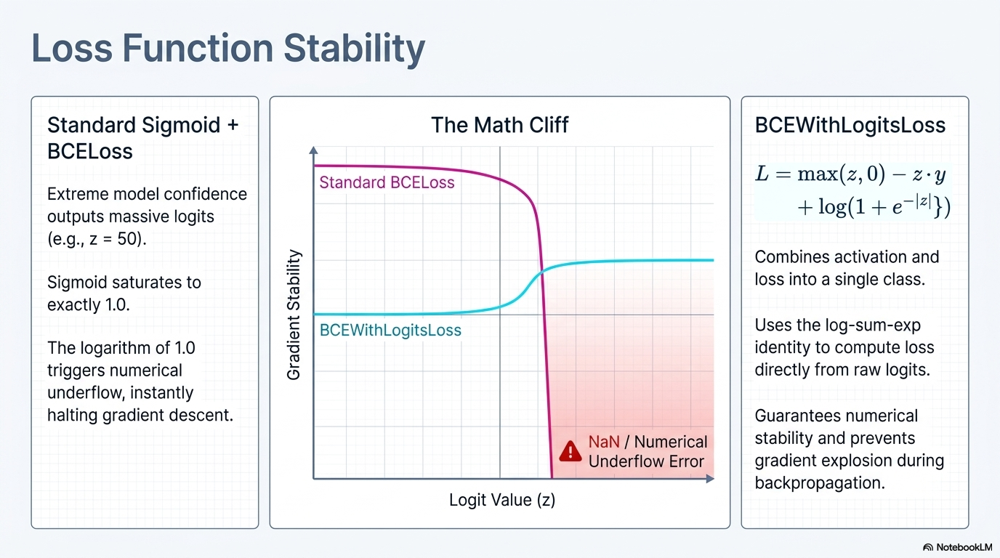 Loss Function Stability
Standard Sigmoid +
BCELoss
Extreme model confidence
outputs massive logits
(e.g., z = 50).
Sigmoid saturates to
exactly 1.0.
The logarithm of 1.0
triggers numerical
underflow, instantly
halting gradient descent.
The Math Cliff
Standard BCELoss
Gradient Stability
BCEWithLogitsLoss
NaN / Numerical
Underflow Error
Logit Value (z)
BCEWithLogitsLoss
L = max(z, 0) − z · y
+ log(1 + e^{−|z|}})
Combines activation and
loss into a single class.
Uses the log-sum-exp
identity to compute loss
directly from raw logits.
Guarantees numerical
stability and prevents
gradient explosion during
backpropagation.
NotebookLM